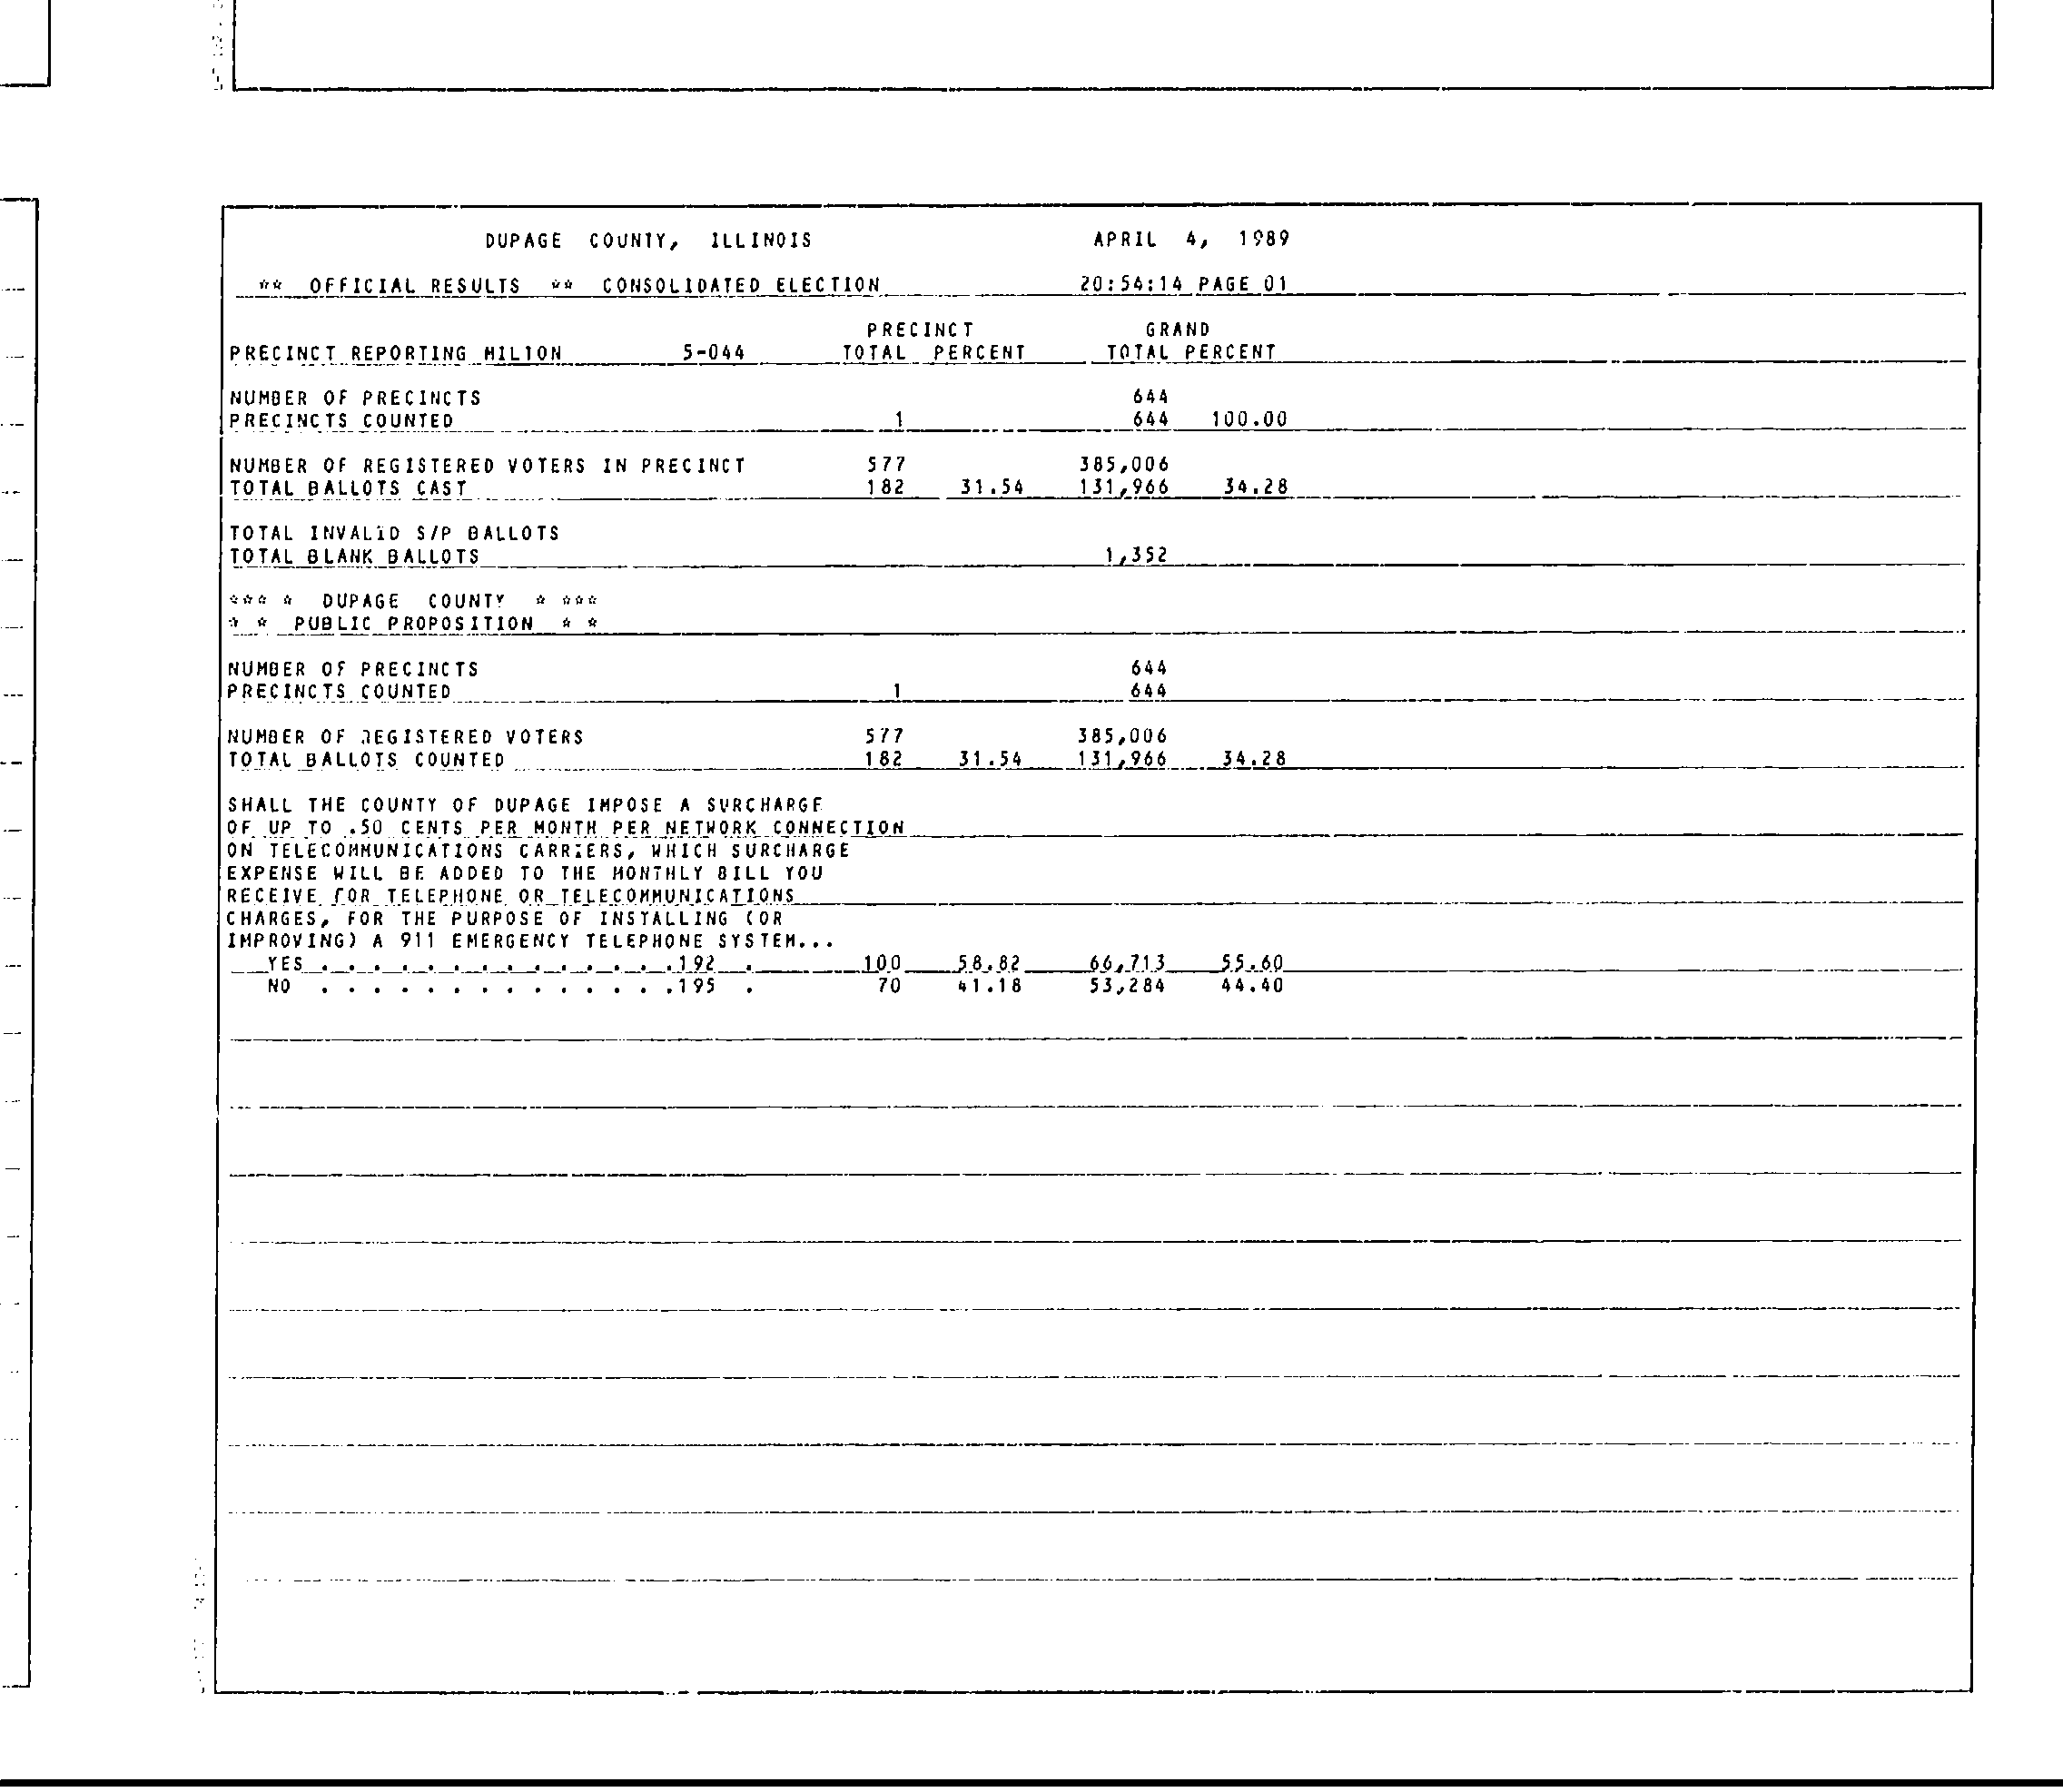 DUPAGE COUNTY, ILLINOIS APRIL 4, 1989
** OFFICIAL RESULTS ** CONSOLIDATED ELECTION 20:54:14 PAGE 01
PRECINCT GRAND
PRECINCT REPORTING MILTON 5-044 TOTAL PERCENT TOTAL PERCENT
NUMBER OF PRECINCTS 644
PRECINCTS COUNTED 1 644 100.00
NUMBER OF REGISTERED VOTERS IN PRECINCT 577 385,006
TOTAL BALLOTS CAST 182 31.54 131,966 34.28
TOTAL INVALID S/P BALLOTS
TOTAL BLANK BALLOTS 1,352
*** * DUPAGE COUNTY * ***
* * PUBLIC PROPOSITION * *
NUMBER OF PRECINCTS 644
PRECINCTS COUNTED 1 644
NUMBER OF REGISTERED VOTERS 577 385,006
TOTAL BALLOTS COUNTED 182 31.54 131,966 34.28
SHALL THE COUNTY OF DUPAGE IMPOSE A SURCHARGE
OF UP TO .50 CENTS PER MONTH PER NETWORK CONNECTION
ON TELECOMMUNICATIONS CARRIERS, WHICH SURCHARGE
EXPENSE WILL BE ADDED TO THE MONTHLY BILL YOU
RECEIVE FOR TELEPHONE OR TELECOMMUNICATIONS
CHARGES, FOR THE PURPOSE OF INSTALLING (OR
IMPROVING) A 911 EMERGENCY TELEPHONE SYSTEM...
YES . . . . . . . . . . . . . .192 . 100 58.82 66,713 55.60
NO . . . . . . . . . . . . . .195 . 70 41.18 53,284 44.40